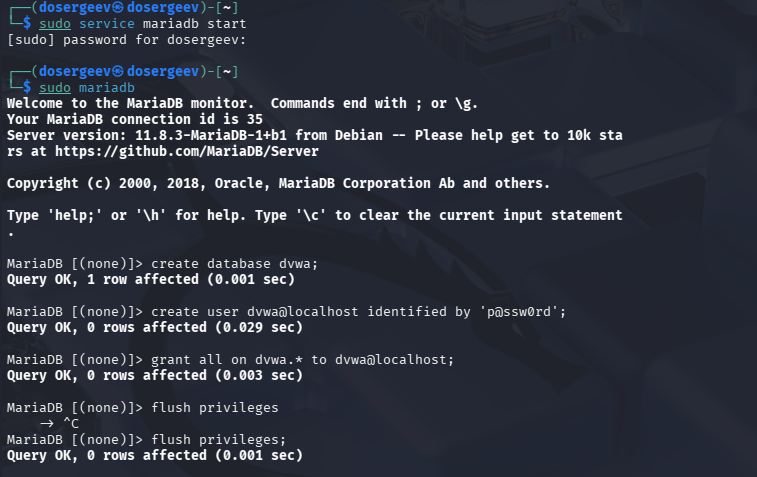 ┌──(dosergeev㉿dosergeev)-[~]
└─$ sudo service mariadb start
[sudo] password for dosergeev:
┌──(dosergeev㉿dosergeev)-[~]
└─$ sudo mariadb
Welcome to the MariaDB monitor.  Commands end with ; or \g.
Your MariaDB connection id is 35
Server version: 11.8.3-MariaDB-1+b1 from Debian -- Please help get to 10k sta
rs at https://github.com/MariaDB/Server
Copyright (c) 2000, 2018, Oracle, MariaDB Corporation Ab and others.
Type 'help;' or '\h' for help. Type '\c' to clear the current input statement
.
MariaDB [(none)]> create database dvwa;
Query OK, 1 row affected (0.001 sec)
MariaDB [(none)]> create user dvwa@localhost identified by 'p@ssw0rd';
Query OK, 0 rows affected (0.029 sec)
MariaDB [(none)]> grant all on dvwa.* to dvwa@localhost;
Query OK, 0 rows affected (0.003 sec)
MariaDB [(none)]> flush privileges
    -> ^C
MariaDB [(none)]> flush privileges;
Query OK, 0 rows affected (0.001 sec)